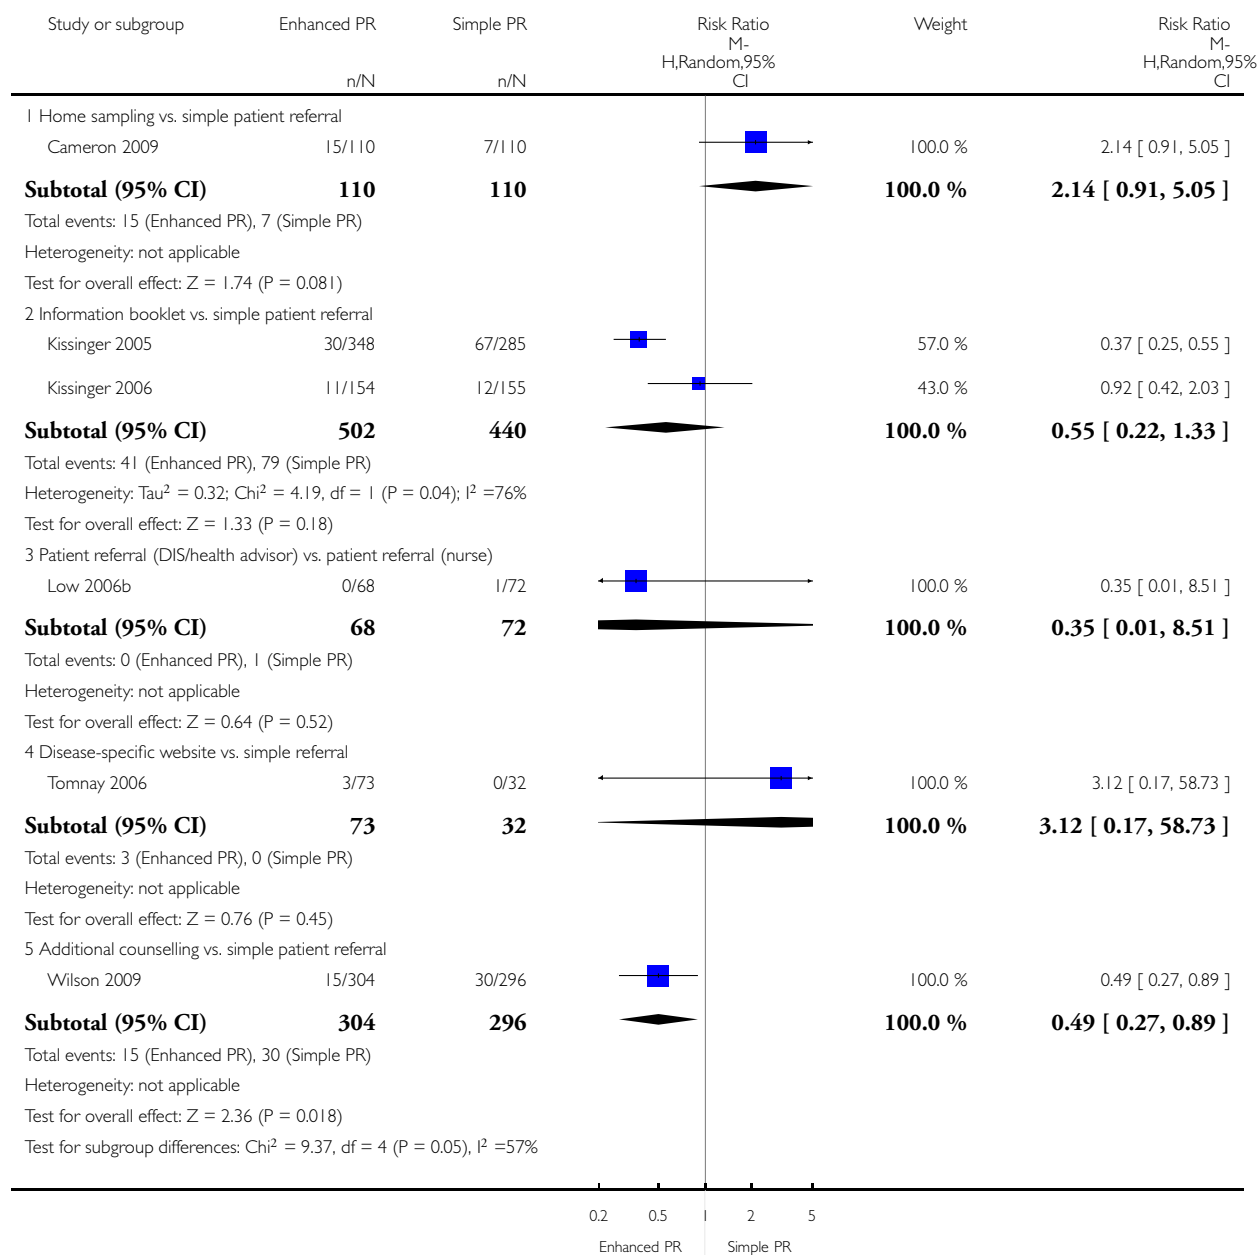 Study or subgroup Enhanced PR Simple PR Risk Ratio Weight Risk Ratio
M- M-
H,Random,95% H,Random,95%
n/N n/N CI CI
1 Home sampling vs. simple patient referral
Cameron 2009 15/110 7/110 100.0 % 2.14 [ 0.91, 5.05 ]
Subtotal (95% CI) 110 110 100.0 % 2.14 [ 0.91, 5.05 ]
Total events: 15 (Enhanced PR), 7 (Simple PR)
Heterogeneity: not applicable
Test for overall effect: Z = 1.74 (P = 0.081)
2 Information booklet vs. simple patient referral
Kissinger 2005 30/348 67/285 57.0 % 0.37 [ 0.25, 0.55 ]
Kissinger 2006 11/154 12/155 43.0 % 0.92 [ 0.42, 2.03 ]
Subtotal (95% CI) 502 440 100.0 % 0.55 [ 0.22, 1.33 ]
Total events: 41 (Enhanced PR), 79 (Simple PR)
Heterogeneity: Tau² = 0.32; Chi² = 4.19, df = 1 (P = 0.04); I² =76%
Test for overall effect: Z = 1.33 (P = 0.18)
3 Patient referral (DIS/health advisor) vs. patient referral (nurse)
Low 2006b 0/68 1/72 100.0 % 0.35 [ 0.01, 8.51 ]
Subtotal (95% CI) 68 72 100.0 % 0.35 [ 0.01, 8.51 ]
Total events: 0 (Enhanced PR), 1 (Simple PR)
Heterogeneity: not applicable
Test for overall effect: Z = 0.64 (P = 0.52)
4 Disease-specific website vs. simple referral
Tomnay 2006 3/73 0/32 100.0 % 3.12 [ 0.17, 58.73 ]
Subtotal (95% CI) 73 32 100.0 % 3.12 [ 0.17, 58.73 ]
Total events: 3 (Enhanced PR), 0 (Simple PR)
Heterogeneity: not applicable
Test for overall effect: Z = 0.76 (P = 0.45)
5 Additional counselling vs. simple patient referral
Wilson 2009 15/304 30/296 100.0 % 0.49 [ 0.27, 0.89 ]
Subtotal (95% CI) 304 296 100.0 % 0.49 [ 0.27, 0.89 ]
Total events: 15 (Enhanced PR), 30 (Simple PR)
Heterogeneity: not applicable
Test for overall effect: Z = 2.36 (P = 0.018)
Test for subgroup differences: Chi² = 9.37, df = 4 (P = 0.05), I² =57%
0.2 0.5 1 2 5
Enhanced PR Simple PR